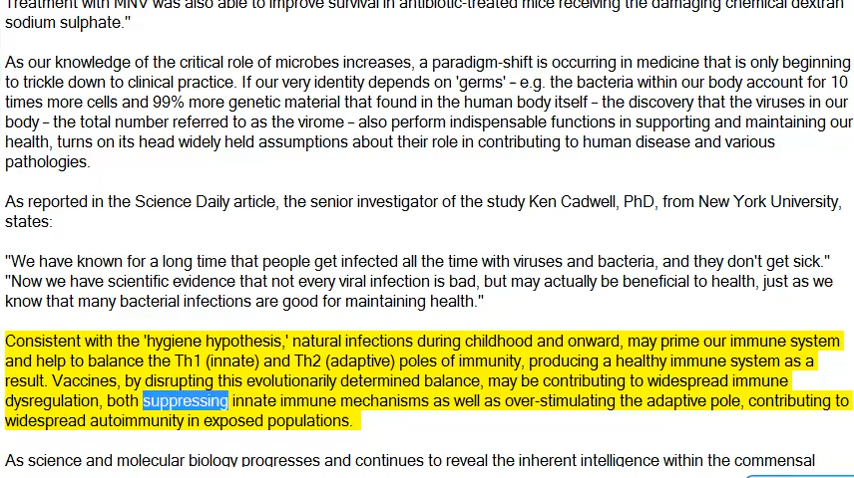 Treatment with MNV was also able to improve survival in antibiotic-treated mice receiving the damaging chemical dextran
sodium sulphate."
As our knowledge of the critical role of microbes increases, a paradigm-shift is occurring in medicine that is only beginning
to trickle down to clinical practice. If our very identity depends on 'germs' – e.g. the bacteria within our body account for 10
times more cells and 99% more genetic material that found in the human body itself – the discovery that the viruses in our
body – the total number referred to as the virome – also perform indispensable functions in supporting and maintaining our
health, turns on its head widely held assumptions about their role in contributing to human disease and various
pathologies.
As reported in the Science Daily article, the senior investigator of the study Ken Cadwell, PhD, from New York University,
states:
"We have known for a long time that people get infected all the time with viruses and bacteria, and they don't get sick."
"Now we have scientific evidence that not every viral infection is bad, but may actually be beneficial to health, just as we
know that many bacterial infections are good for maintaining health."
Consistent with the 'hygiene hypothesis,' natural infections during childhood and onward, may prime our immune system
and help to balance the Th1 (innate) and Th2 (adaptive) poles of immunity, producing a healthy immune system as a
result. Vaccines, by disrupting this evolutionarily determined balance, may be contributing to widespread immune
dysregulation, both suppressing innate immune mechanisms as well as over-stimulating the adaptive pole, contributing to
widespread autoimmunity in exposed populations.
As science and molecular biology progresses and continues to reveal the inherent intelligence within the commensal